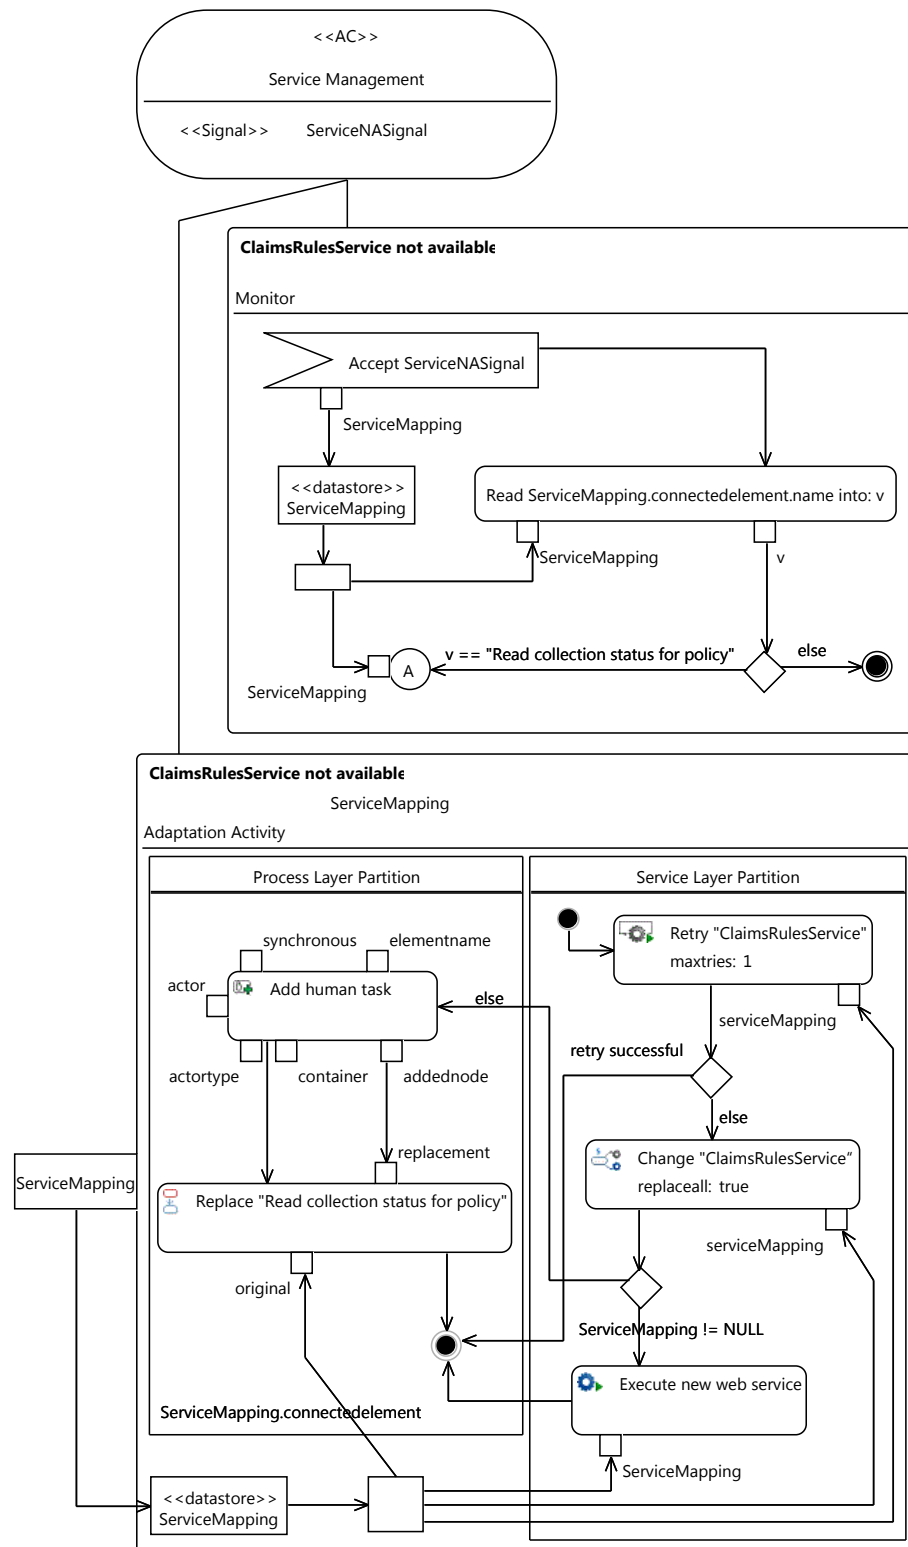 <<AC>>
Service Management
<<Signal>> ServiceNASignal
ClaimsRulesService not available
Monitor
Accept ServiceNASignal
ServiceMapping
<<datastore>>
ServiceMapping
Read ServiceMapping.connectedelement.name into: v
ServiceMapping
v
v == "Read collection status for policy"
else
A
ServiceMapping
ClaimsRulesService not available
ServiceMapping
Adaptation Activity
Process Layer Partition
Service Layer Partition
synchronous
elementname
actor
Add human task
else
Retry "ClaimsRulesService"
maxtries: 1
serviceMapping
retry successful
actortype
container
addednode
else
replacement
Change "ClaimsRulesService"
replaceall: true
ServiceMapping
Replace "Read collection status for policy"
serviceMapping
original
ServiceMapping != NULL
Execute new web service
ServiceMapping.connectedelement
ServiceMapping
<<datastore>>
ServiceMapping